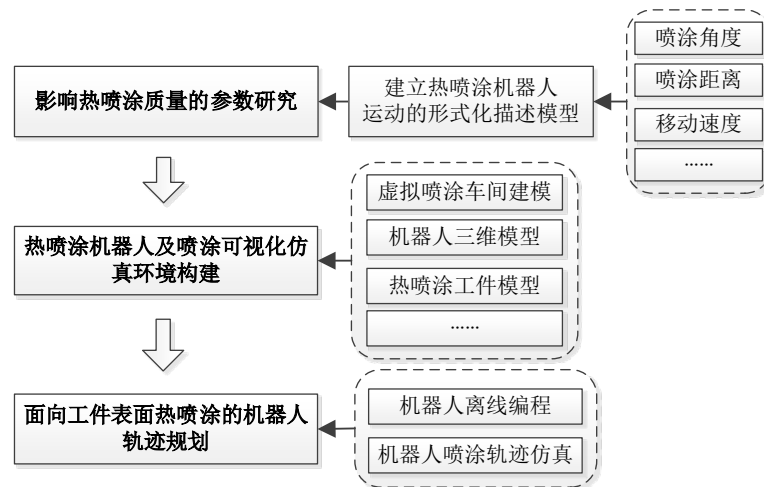 喷涂角度
喷涂距离
移动速度
……
影响热喷涂质量的参数研究
建立热喷涂机器人
运动的形式化描述模型
虚拟喷涂车间建模
机器人三维模型
热喷涂工件模型
……
热喷涂机器人及喷涂可视化仿
真环境构建
机器人离线编程
机器人喷涂轨迹仿真
面向工件表面热喷涂的机器人
轨迹规划